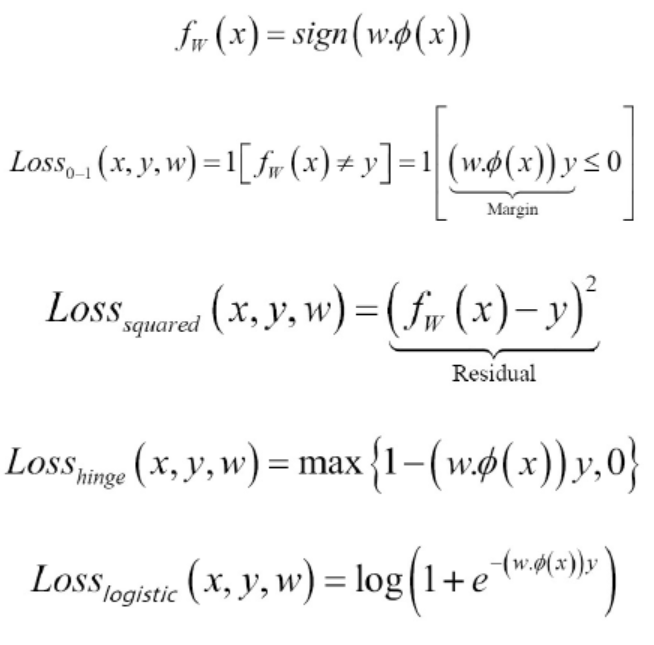 f_w(x) = sign(w.ϕ(x))
Loss_{0–1}(x, y, w) = 1[f_w(x) ≠ y] = 1[(w.ϕ(x))y ≤ 0]
Margin
Loss_{squared}(x, y, w) = (f_w(x) − y)^2
Residual
Loss_{hinge}(x, y, w) = max{1−(w.ϕ(x))y, 0}
Loss_{logistic}(x, y, w) = log(1 + e^{−(w.ϕ(x))y})